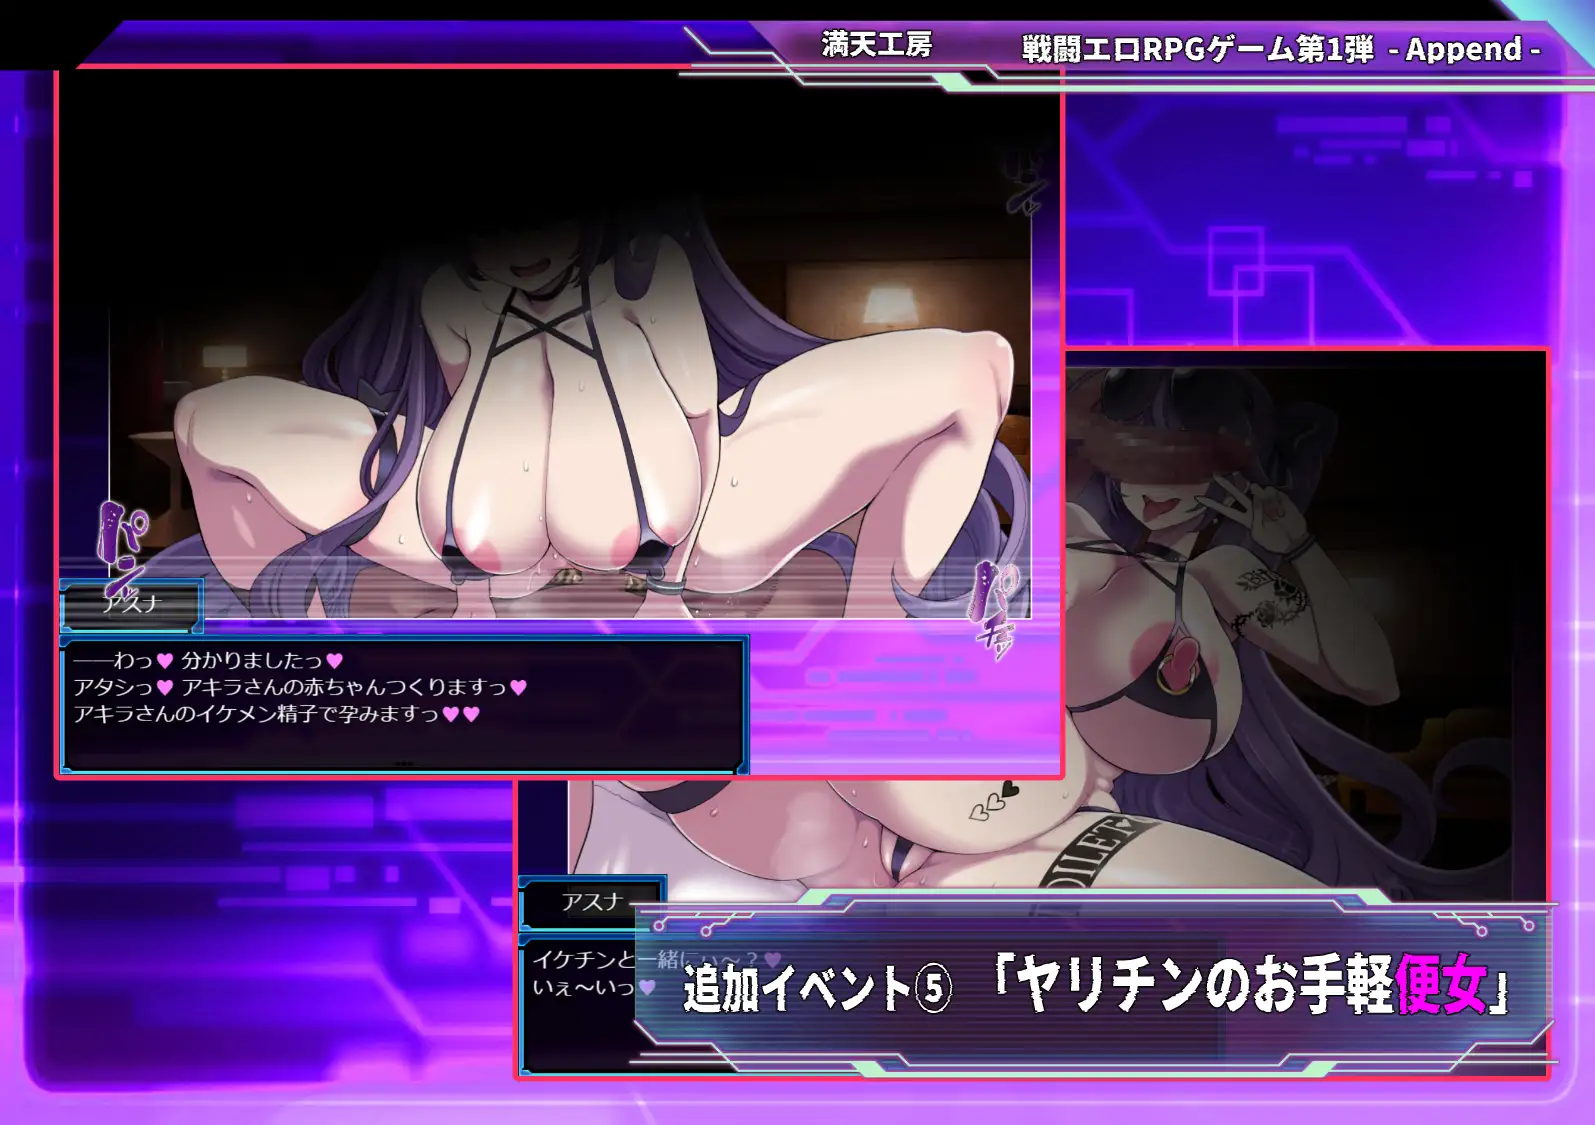 満天工房
戦闘エロRPGゲーム第1弾 - Append -
パン
パチュ
アスナ
――わっ♥ 分かりましたっ♥
アタシっ♥ アキラさんの赤ちゃんつくりますっ♥
アキラさんのイケメン精子で孕みますっ♥♥
アスナ
イケチンと一緒にぃ～？♥
いぇ～いっ♥
追加イベント⑤ 「ヤリチンのお手軽便女」